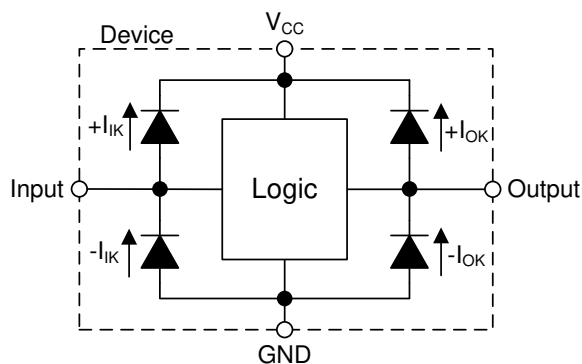 Device
V_CC
+I_IK
+I_OK
Input
Logic
Output
-I_IK
-I_OK
GND